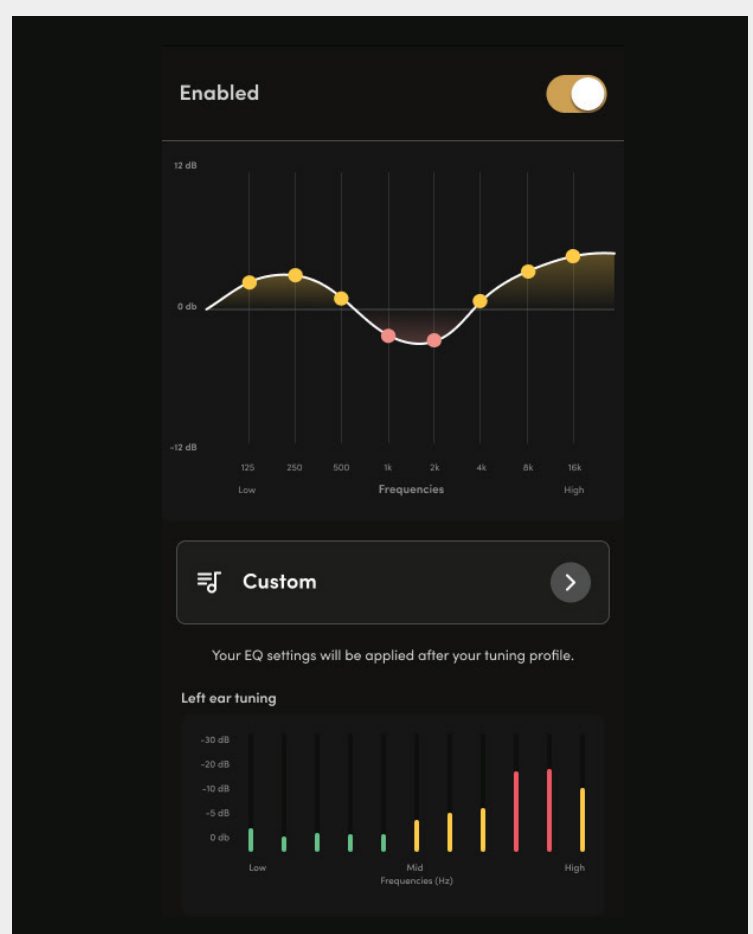 Enabled
12 dB
0 db
-12 dB
125 250 500 1k 2k 4k 8k 16k
Low Frequencies High
Custom
Your EQ settings will be applied after your tuning profile.
Left ear tuning
-30 dB
-20 dB
-10 dB
-5 dB
0 db
Low Mid High
Frequencies (Hz)